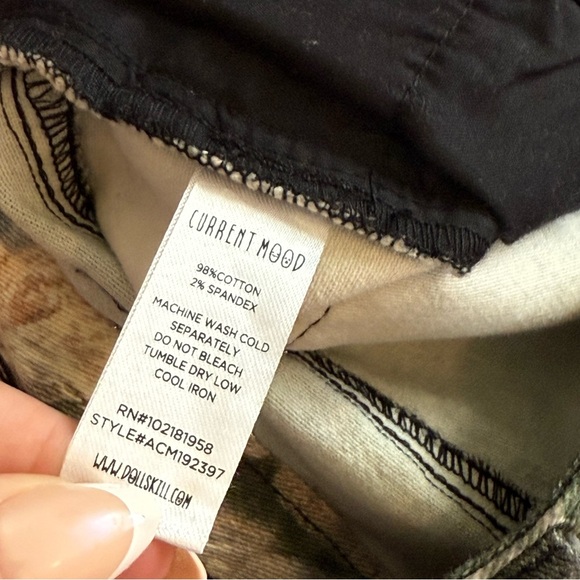 CURRENT MOOD
98%COTTON
2% SPANDEX
MACHINE WASH COLD
SEPARATELY
DO NOT BLEACH
TUMBLE DRY LOW
COOL IRON
RN#102181958
STYLE#ACM192397
WWW.DOLLSKILL.COM